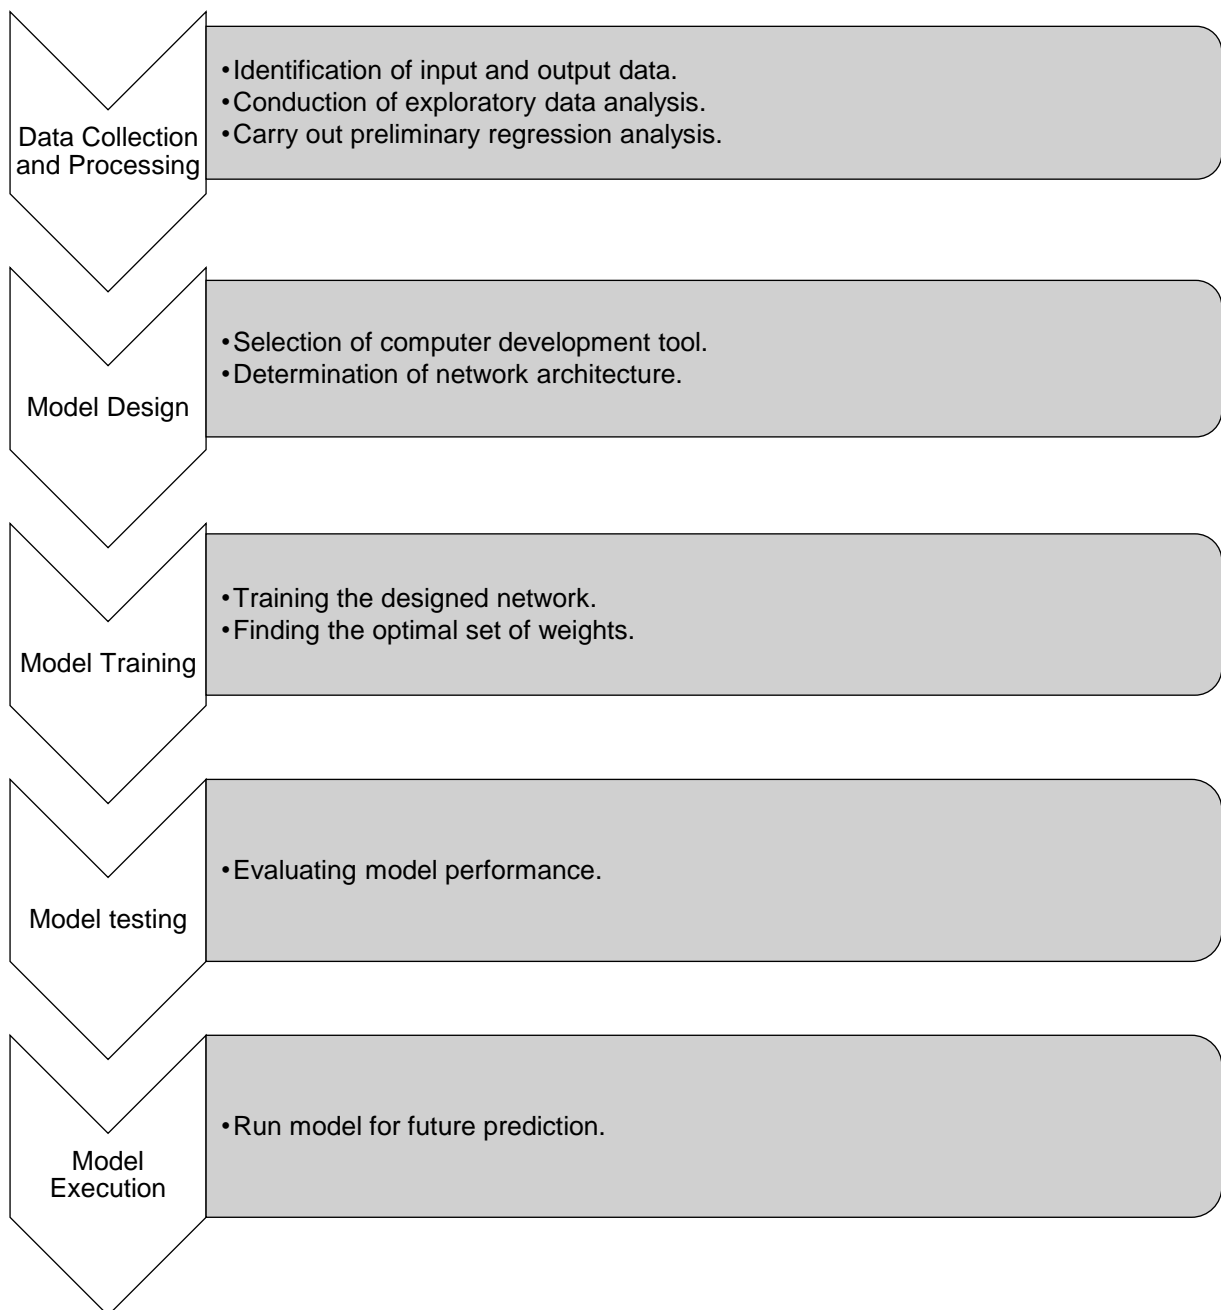 Data Collection
and Processing
•Identification of input and output data.
•Conduction of exploratory data analysis.
•Carry out preliminary regression analysis.
Model Design
•Selection of computer development tool.
•Determination of network architecture.
Model Training
•Training the designed network.
•Finding the optimal set of weights.
Model testing
•Evaluating model performance.
Model
Execution
•Run model for future prediction.